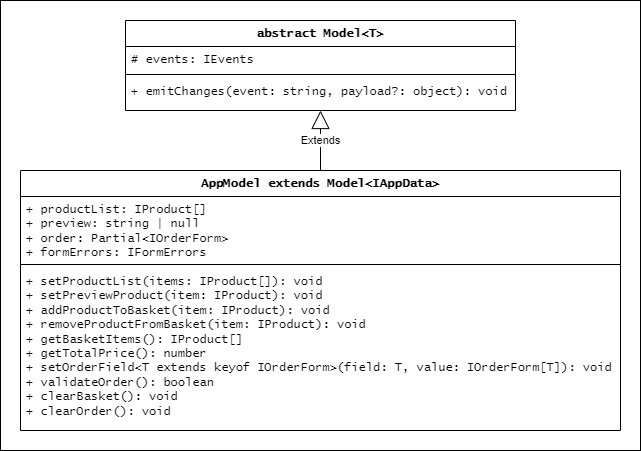 abstract Model<T>
# events: IEvents
+ emitChanges(event: string, payload?: object): void
Extends
AppModel extends Model<IAppData>
+ productList: IProduct[]
+ preview: string | null
+ order: Partial<IOrderForm>
+ formErrors: IFormErrors
+ setProductList(items: IProduct[]): void
+ setPreviewProduct(item: IProduct): void
+ addProductToBasket(item: IProduct): void
+ removeProductFromBasket(item: IProduct): void
+ getBasketItems(): IProduct[]
+ getTotalPrice(): number
+ setOrderField<T extends keyof IOrderForm>(field: T, value: IOrderForm[T]): void
+ validateOrder(): boolean
+ clearBasket(): void
+ clearOrder(): void